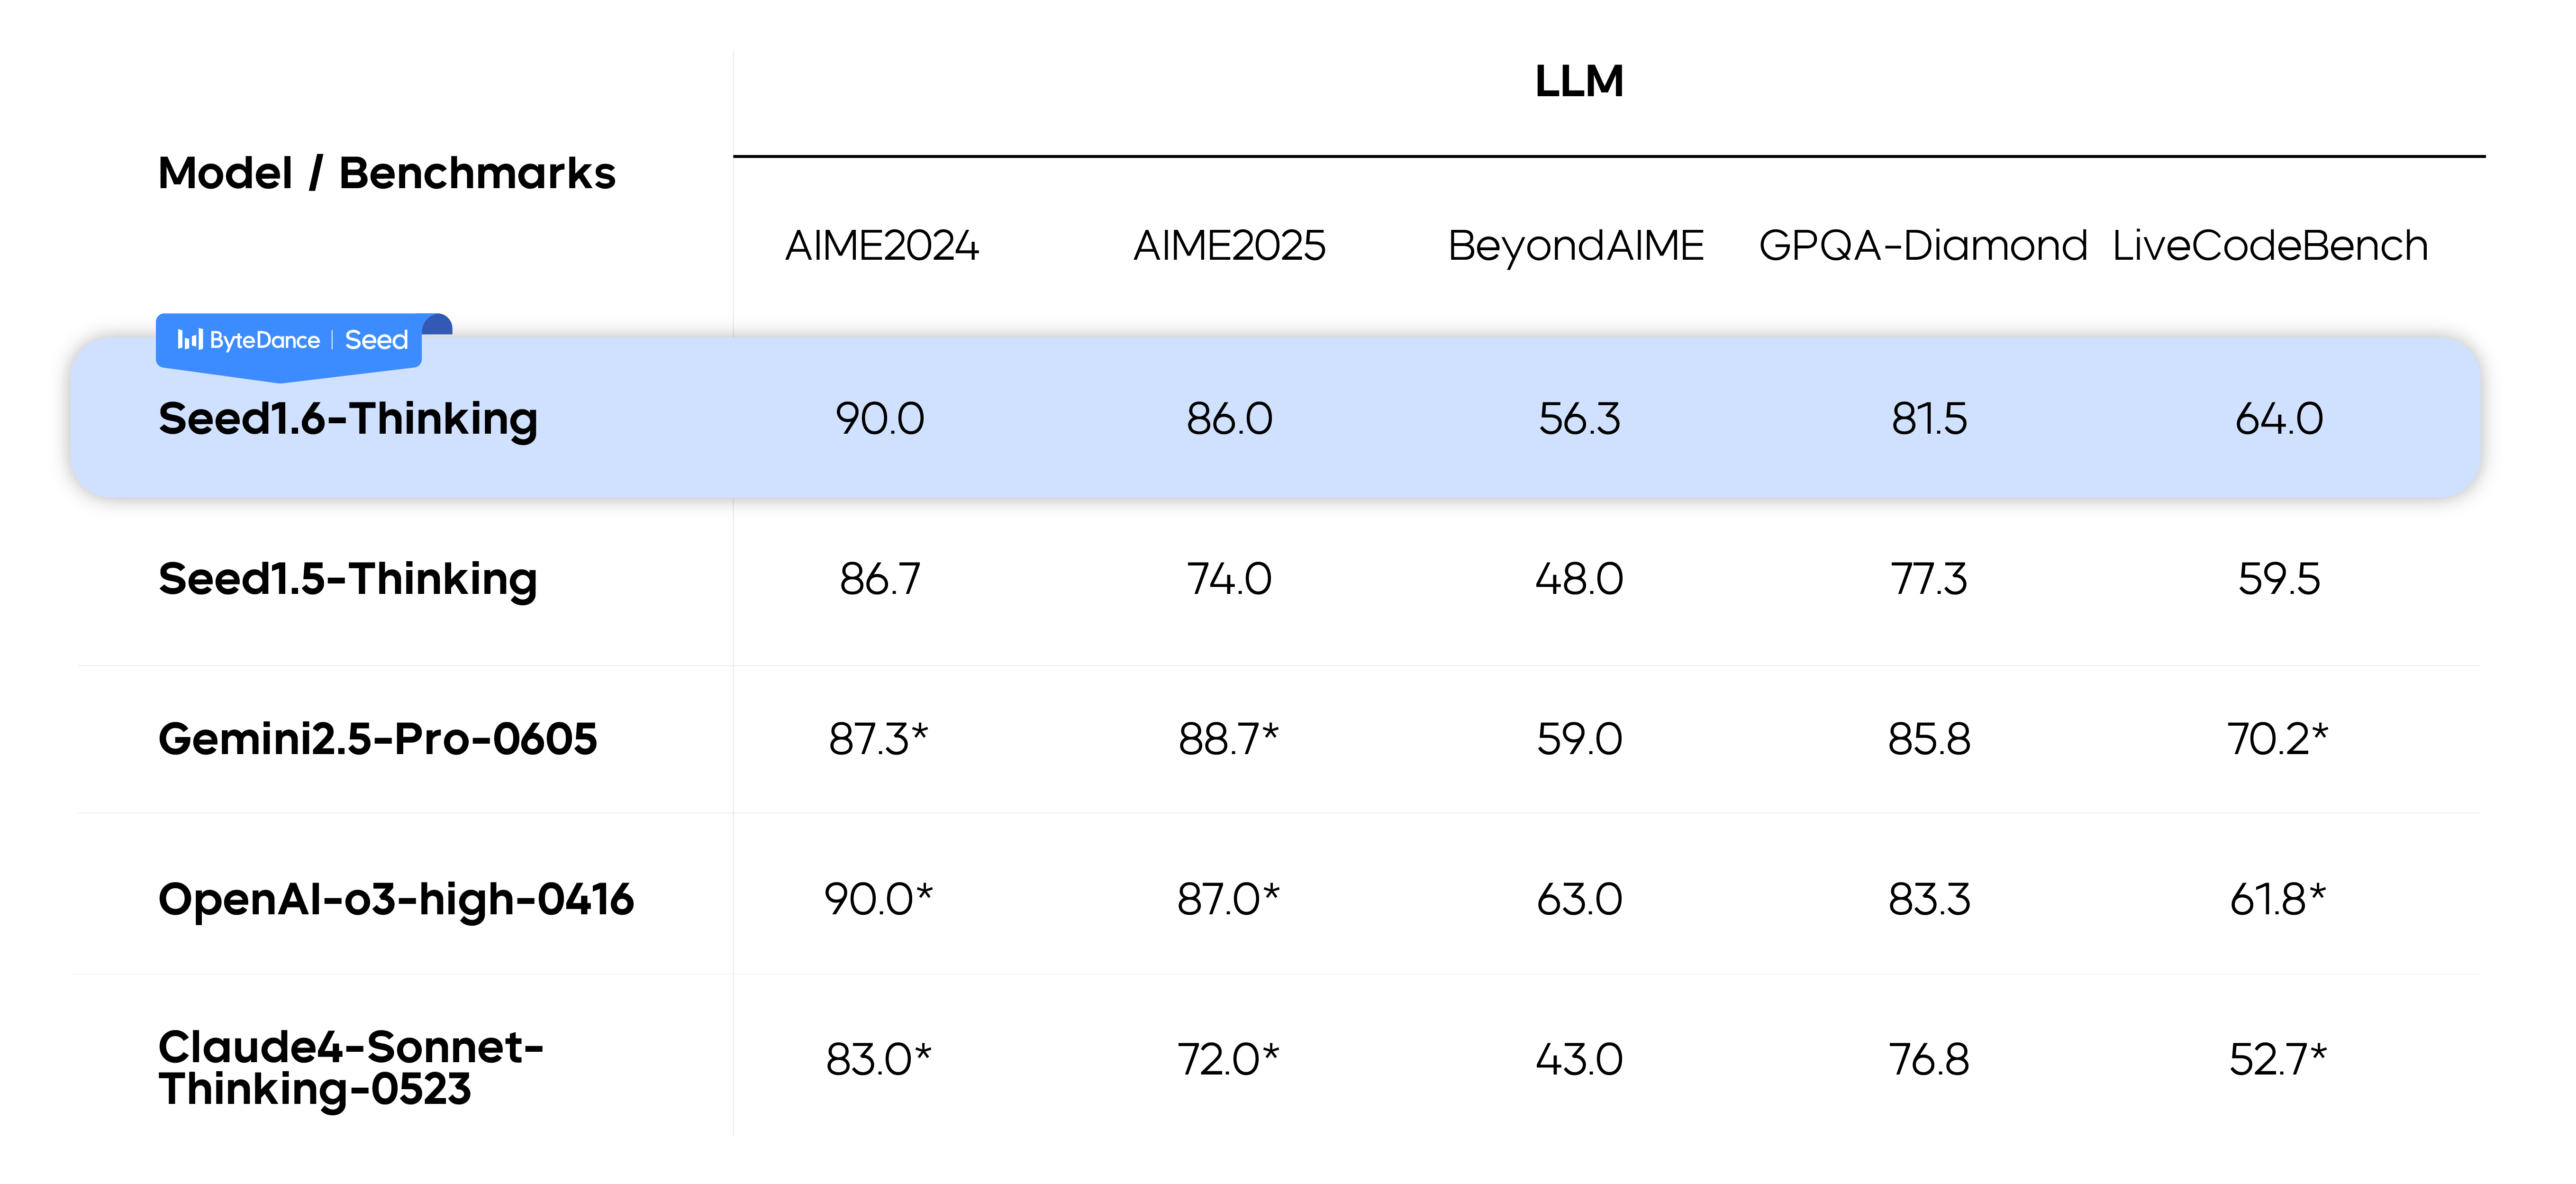 LLM
Model / Benchmarks
AIME2024 AIME2025 BeyondAIME GPQA-Diamond LiveCodeBench
ByteDance | Seed
Seed1.6-Thinking 90.0 86.0 56.3 81.5 64.0
Seed1.5-Thinking 86.7 74.0 48.0 77.3 59.5
Gemini2.5-Pro-0605 87.3* 88.7* 59.0 85.8 70.2*
OpenAI-o3-high-0416 90.0* 87.0* 63.0 83.3 61.8*
Claude4-Sonnet-
Thinking-0523 83.0* 72.0* 43.0 76.8 52.7*